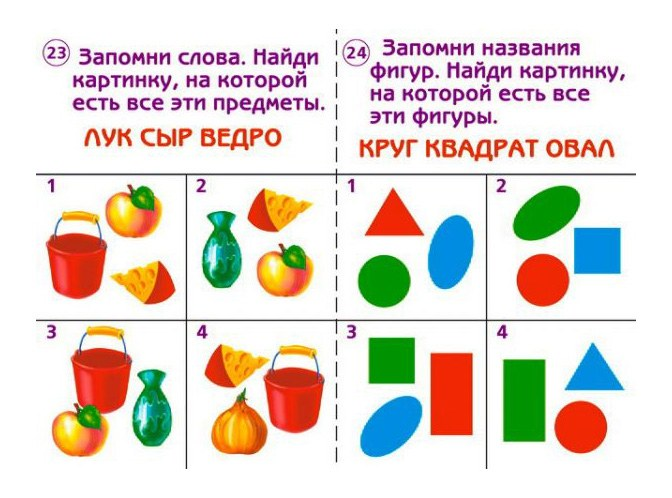 23 Запомни слова. Найди
картинку, на которой
есть все эти предметы.
ЛУК СЫР ВЕДРО
1
2
3
4
24 Запомни названия
фигур. Найди картинку,
на которой есть все
эти фигуры.
КРУГ КВАДРАТ ОВАЛ
1
2
3
4